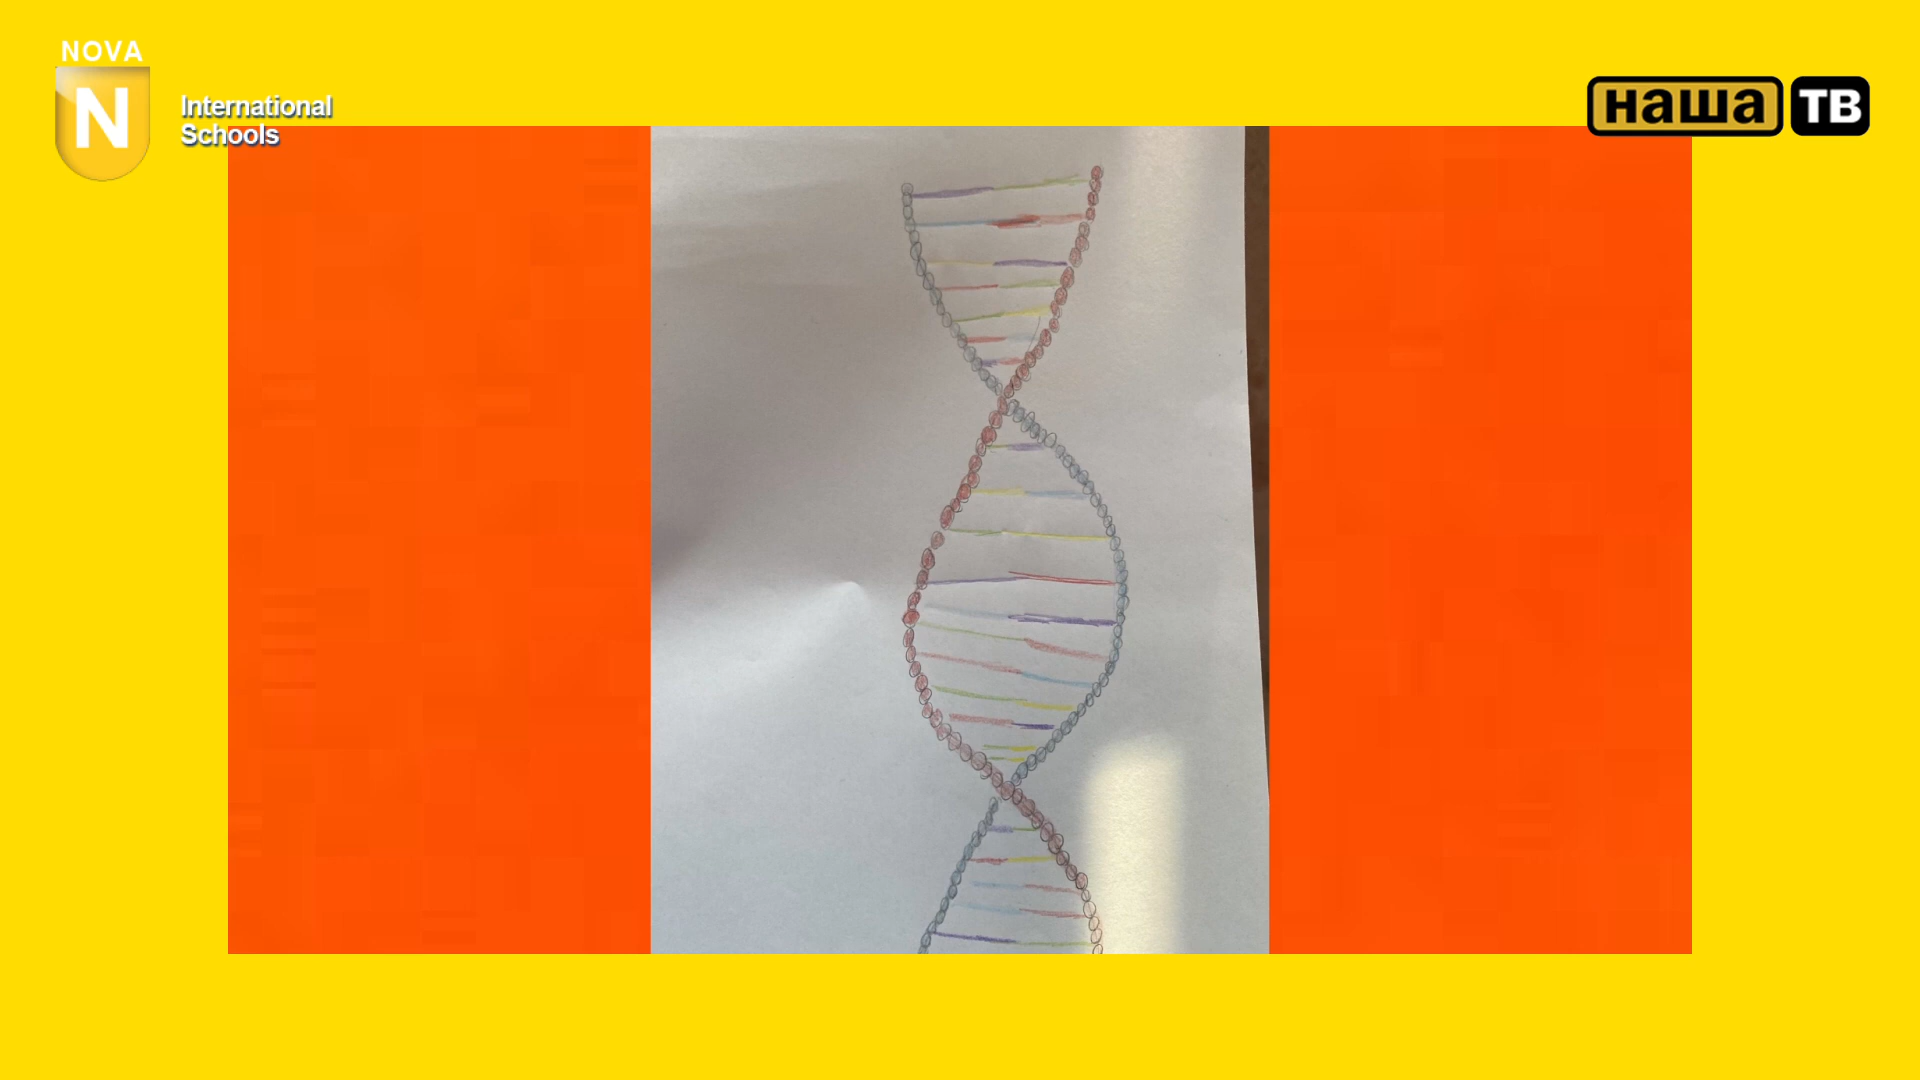 NOVA
N
International
Schools
наша ТВ